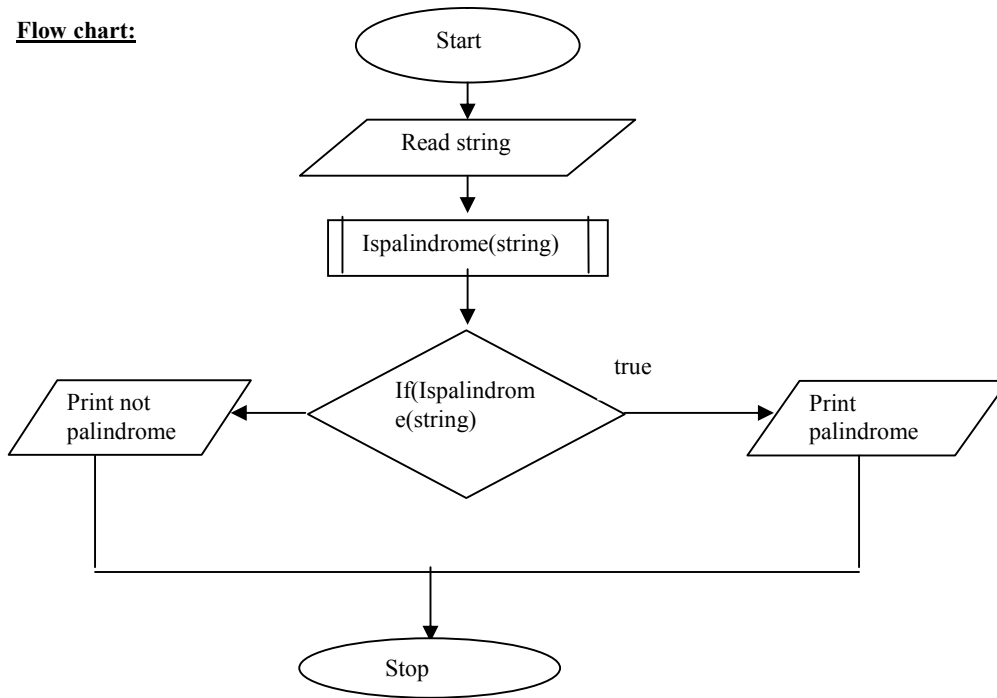 Flow chart:
Start
Read string
Ispalindrome(string)
true
If(Ispalindrom
e(string)
Print not
palindrome
Print
palindrome
Stop